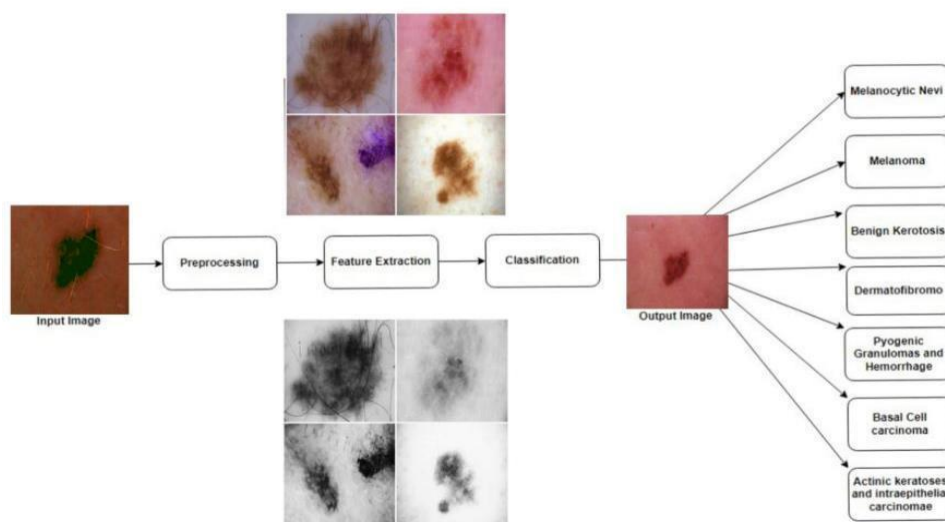 Melanocytic Nevi
Melanoma
Benign Kerotosis
Dermatofibromo
Pyogenic
Granulomas and
Hemorrhage
Basal Cell
carcinoma
Actinic keratoses
and intraepithelia
carcinomae
Preprocessing
Feature Extraction
Classification
Input Image
Output Image